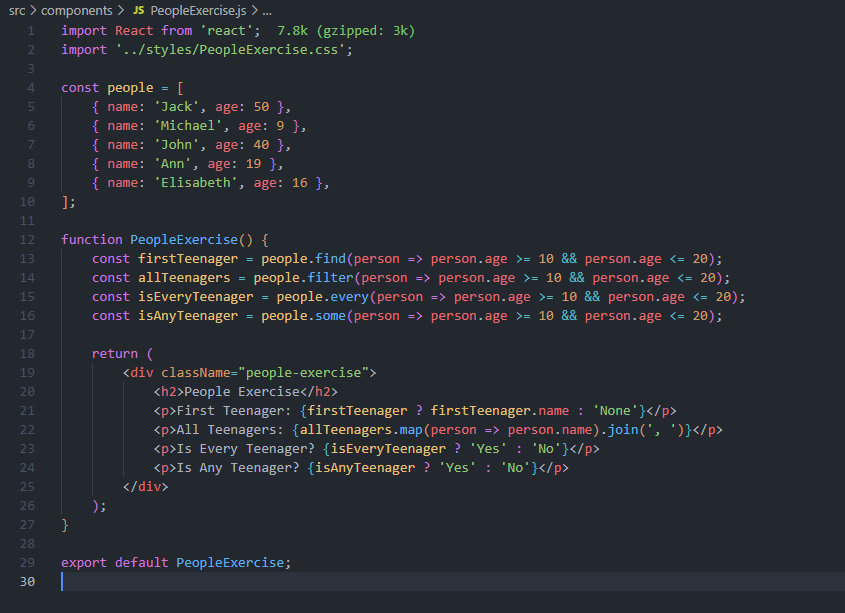 src > components > JS PeopleExercise.js > ...
1 import React from 'react'; 7.8k (gzipped: 3k)
2 import '../styles/PeopleExercise.css';
3
4 const people = [
5     { name: 'Jack', age: 50 },
6     { name: 'Michael', age: 9 },
7     { name: 'John', age: 40 },
8     { name: 'Ann', age: 19 },
9     { name: 'Elisabeth', age: 16 },
10 ];
11
12 function PeopleExercise() {
13     const firstTeenager = people.find(person => person.age >= 10 && person.age <= 20);
14     const allTeenagers = people.filter(person => person.age >= 10 && person.age <= 20);
15     const isEveryTeenager = people.every(person => person.age >= 10 && person.age <= 20);
16     const isAnyTeenager = people.some(person => person.age >= 10 && person.age <= 20);
17
18     return (
19         <div className="people-exercise">
20             <h2>People Exercise</h2>
21             <p>First Teenager: {firstTeenager ? firstTeenager.name : 'None'}</p>
22             <p>All Teenagers: {allTeenagers.map(person => person.name).join(', ')}</p>
23             <p>Is Every Teenager? {isEveryTeenager ? 'Yes' : 'No'}</p>
24             <p>Is Any Teenager? {isAnyTeenager ? 'Yes' : 'No'}</p>
25         </div>
26     );
27 }
28
29 export default PeopleExercise;
30